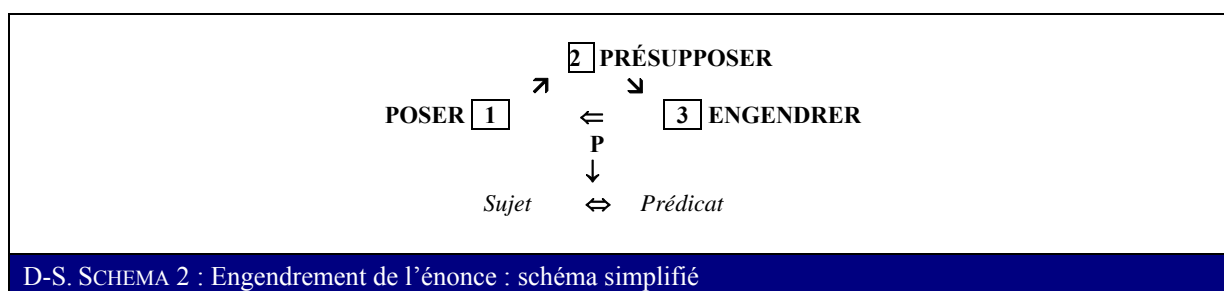 2 PRÉSUPPOSER
↗ ↘
POSER 1 ⇐ 3 ENGENDRER
P
↓
Sujet ⇔ Prédicat
D-S. SCHEMA 2 : Engendrement de l’énonce : schéma simplifié